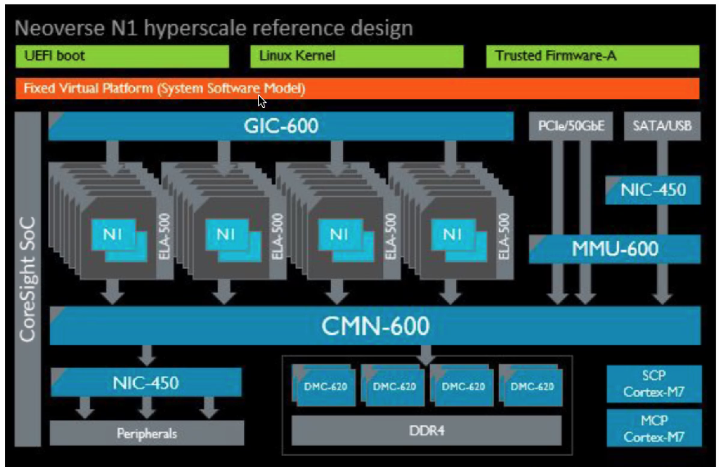 Neoverse N1 hyperscale reference design
UEFI boot
Linux Kernel
Trusted Firmware-A
Fixed Virtual Platform (System Software Model)
CoreSight SoC
GIC-600
PCIe/50GbE
SATA/USB
N1
ELA-500
N1
ELA-500
N1
ELA-500
N1
ELA-500
NIC-450
MMU-600
CMN-600
NIC-450
Peripherals
DMC-620
DMC-620
DMC-620
DMC-620
DDR4
SCP
Cortex-M7
MCP
Cortex-M7